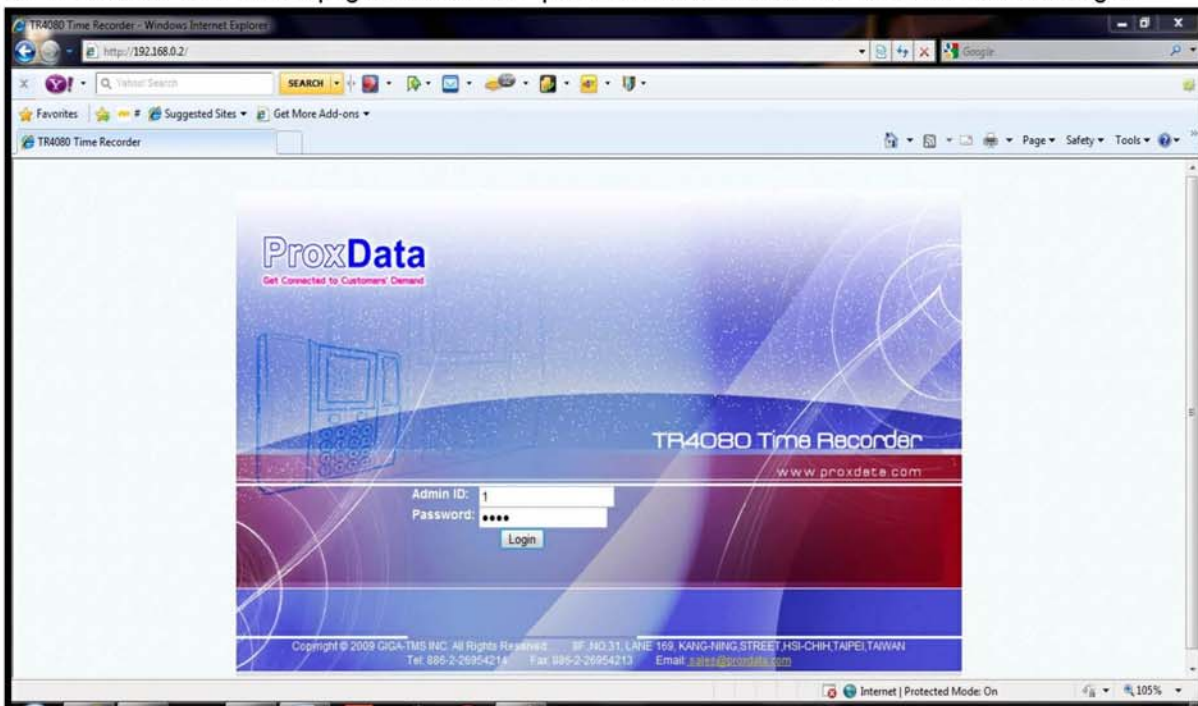 TR4080 Time Recorder - Windows Internet Explorer
http://192.168.0.2/
Google
Yahoo! Search
SEARCH
Favorites
Suggested Sites
Get More Add-ons
TR4080 Time Recorder
Page
Safety
Tools
ProxData
Get Connected to Customers' Demand
TR4080 Time Recorder
www.proxdata.com
Admin ID: 1
Password: ●●●●
Login
Copyright © 2009 GIGA-TMS INC. All Rights Reserved. 8F.,NO.31, LANE 169, KANG-NING,STREET,HSI-CHIH,TAIPEI,TAIWAN
Tel: 886-2-26954214 Fax: 886-2-26954213 Email: sales@proxdata.com
Internet | Protected Mode: On
105%